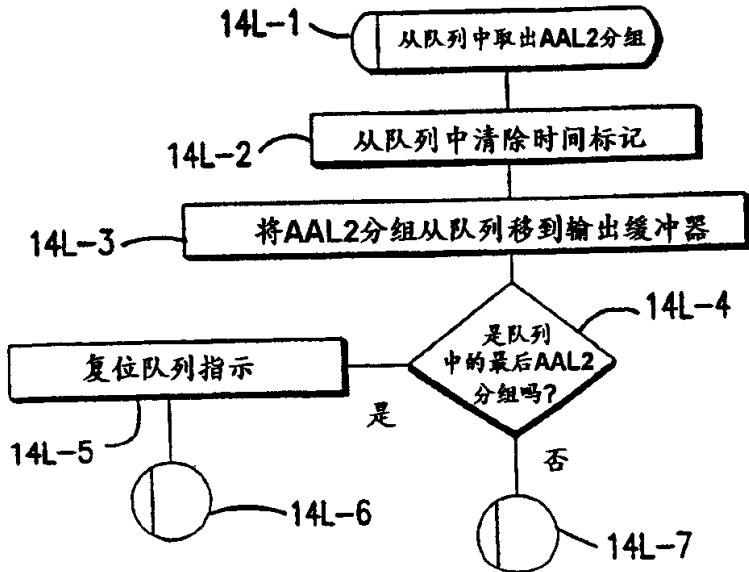 14L-1
从队列中取出AAL2分组
14L-2
从队列中清除时间标记
14L-3
将AAL2分组从队列移到输出缓冲器
14L-4
是队列
中的最后AAL2
分组吗?
复位队列指示
是
14L-5
否
14L-6
14L-7